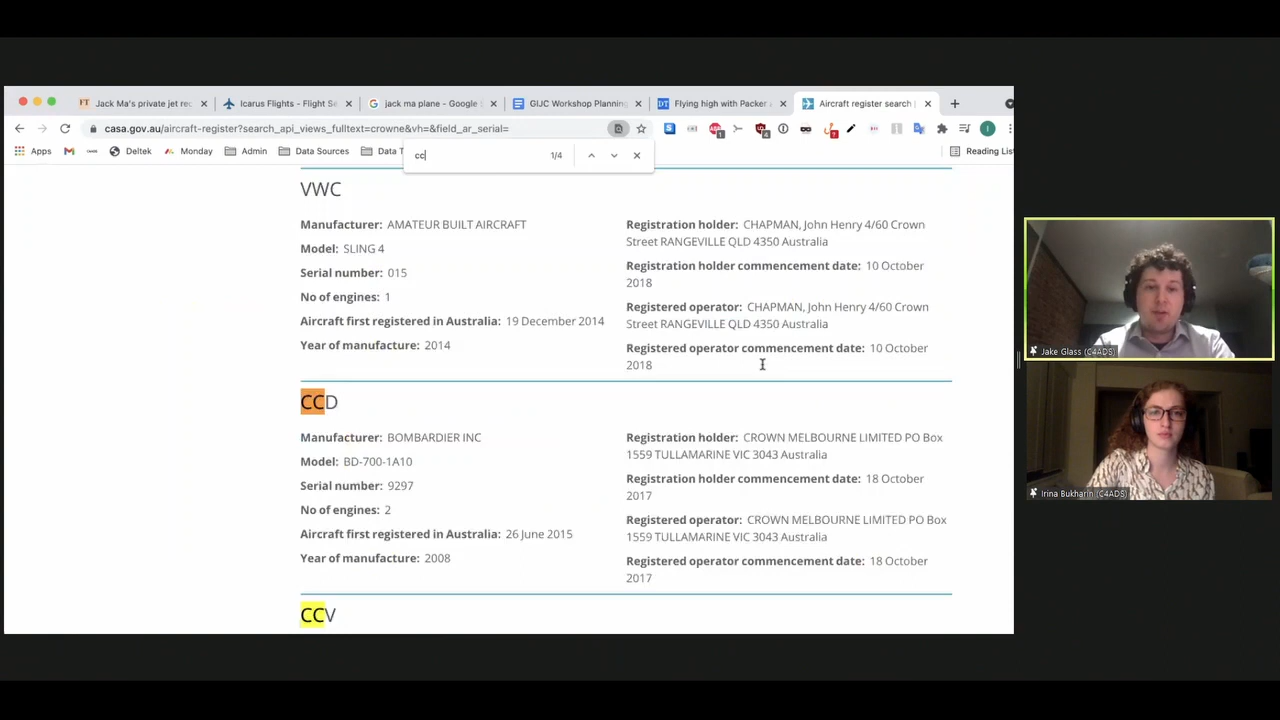 Jack Ma's private jet rec
Icarus Flights - Flight Se
jack ma plane - Google S
GIJC Workshop Planning
Flying high with Packer a
Aircraft register search |
casa.gov.au/aircraft-register?search_api_views_fulltext=crowne&vh=&field_ar_serial=
Apps
Deltek
Monday
Admin
Data Sources
Data T
Reading List
cc
1/4
VWC
Manufacturer: AMATEUR BUILT AIRCRAFT
Model: SLING 4
Serial number: 015
No of engines: 1
Aircraft first registered in Australia: 19 December 2014
Year of manufacture: 2014
Registration holder: CHAPMAN, John Henry 4/60 Crown
Street RANGEVILLE QLD 4350 Australia
Registration holder commencement date: 10 October
2018
Registered operator: CHAPMAN, John Henry 4/60 Crown
Street RANGEVILLE QLD 4350 Australia
Registered operator commencement date: 10 October
2018
CCD
Manufacturer: BOMBARDIER INC
Model: BD-700-1A10
Serial number: 9297
No of engines: 2
Aircraft first registered in Australia: 26 June 2015
Year of manufacture: 2008
Registration holder: CROWN MELBOURNE LIMITED PO Box
1559 TULLAMARINE VIC 3043 Australia
Registration holder commencement date: 18 October
2017
Registered operator: CROWN MELBOURNE LIMITED PO Box
1559 TULLAMARINE VIC 3043 Australia
Registered operator commencement date: 18 October
2017
CCV
Jake Glass (C4ADS)
Irina Bukharin (C4ADS)